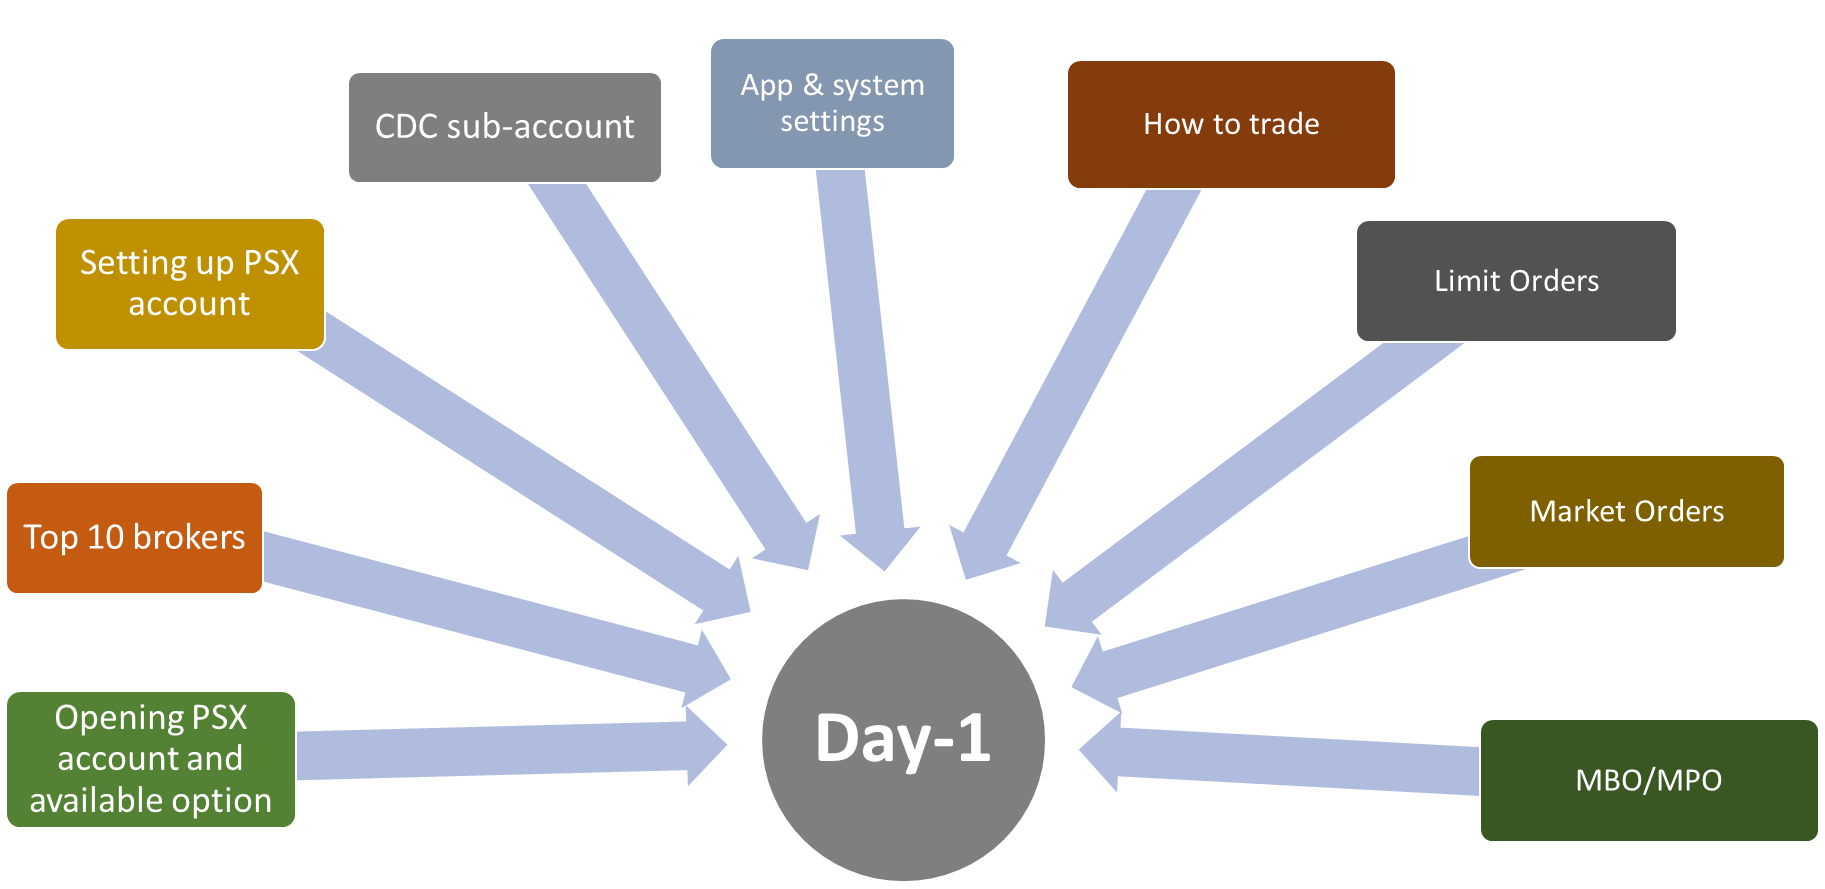 App & system
settings
How to trade
CDC sub-account
Setting up PSX
account
Limit Orders
Market Orders
Top 10 brokers
Opening PSX
account and
available option
Day-1
MBO/MPO